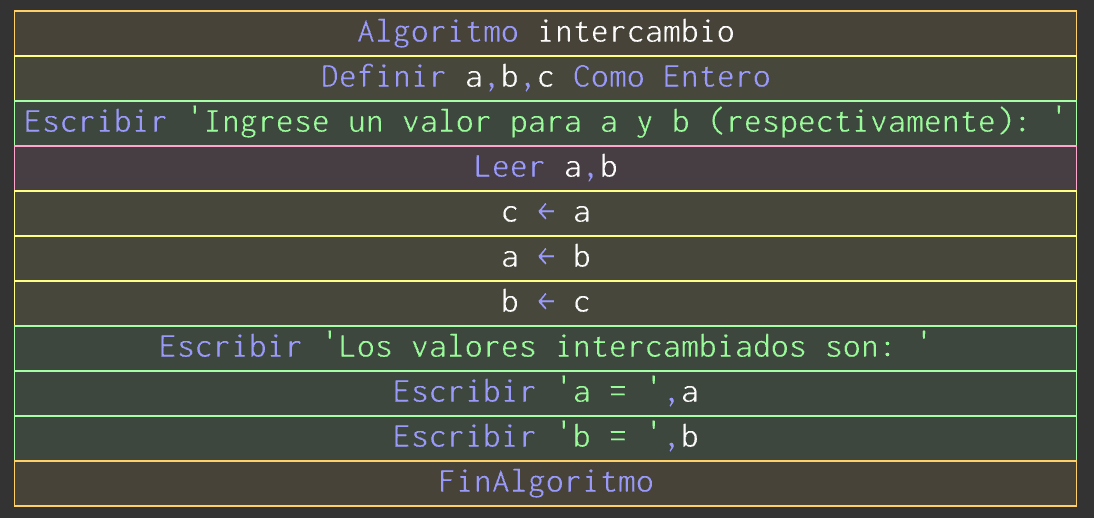 Algoritmo intercambio
Definir a,b,c Como Entero
Escribir 'Ingrese un valor para a y b (respectivamente): '
Leer a,b
c ← a
a ← b
b ← c
Escribir 'Los valores intercambiados son: '
Escribir 'a = ',a
Escribir 'b = ',b
FinAlgoritmo